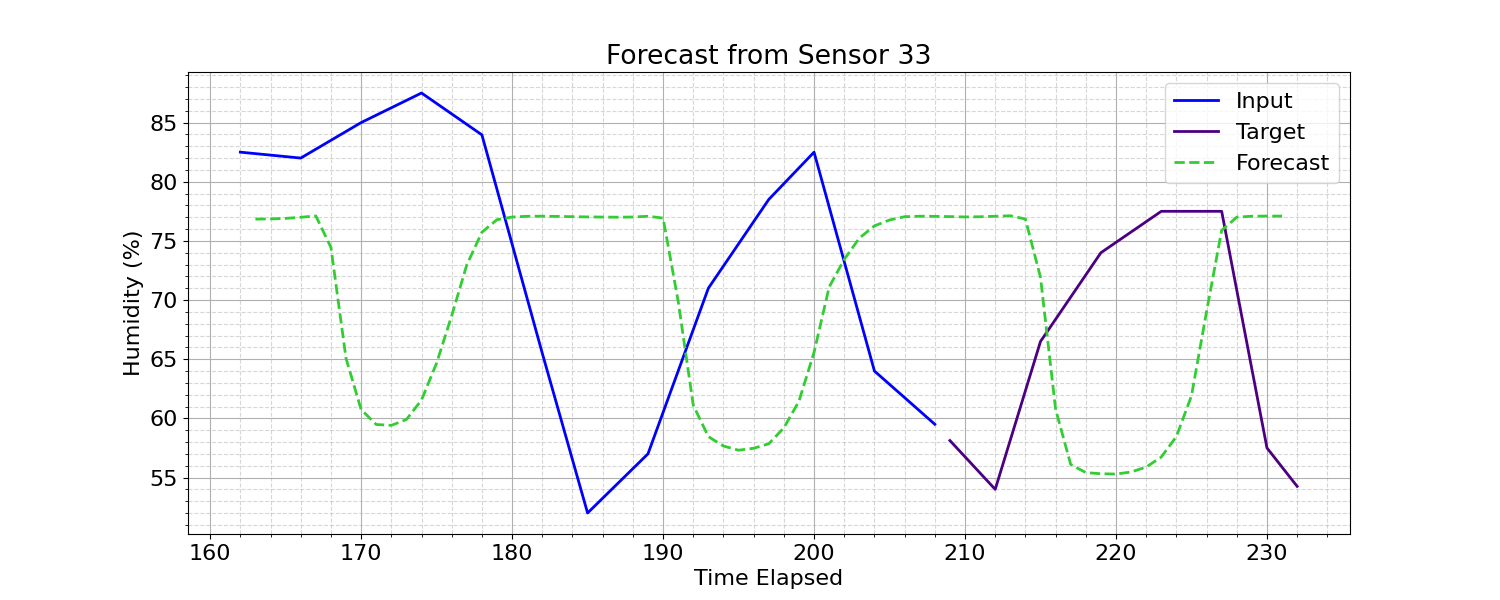 Forecast from Sensor 33
Humidity (%)
85
80
75
70
65
60
55
160 170 180 190 200 210 220 230
Time Elapsed
Input
Target
Forecast